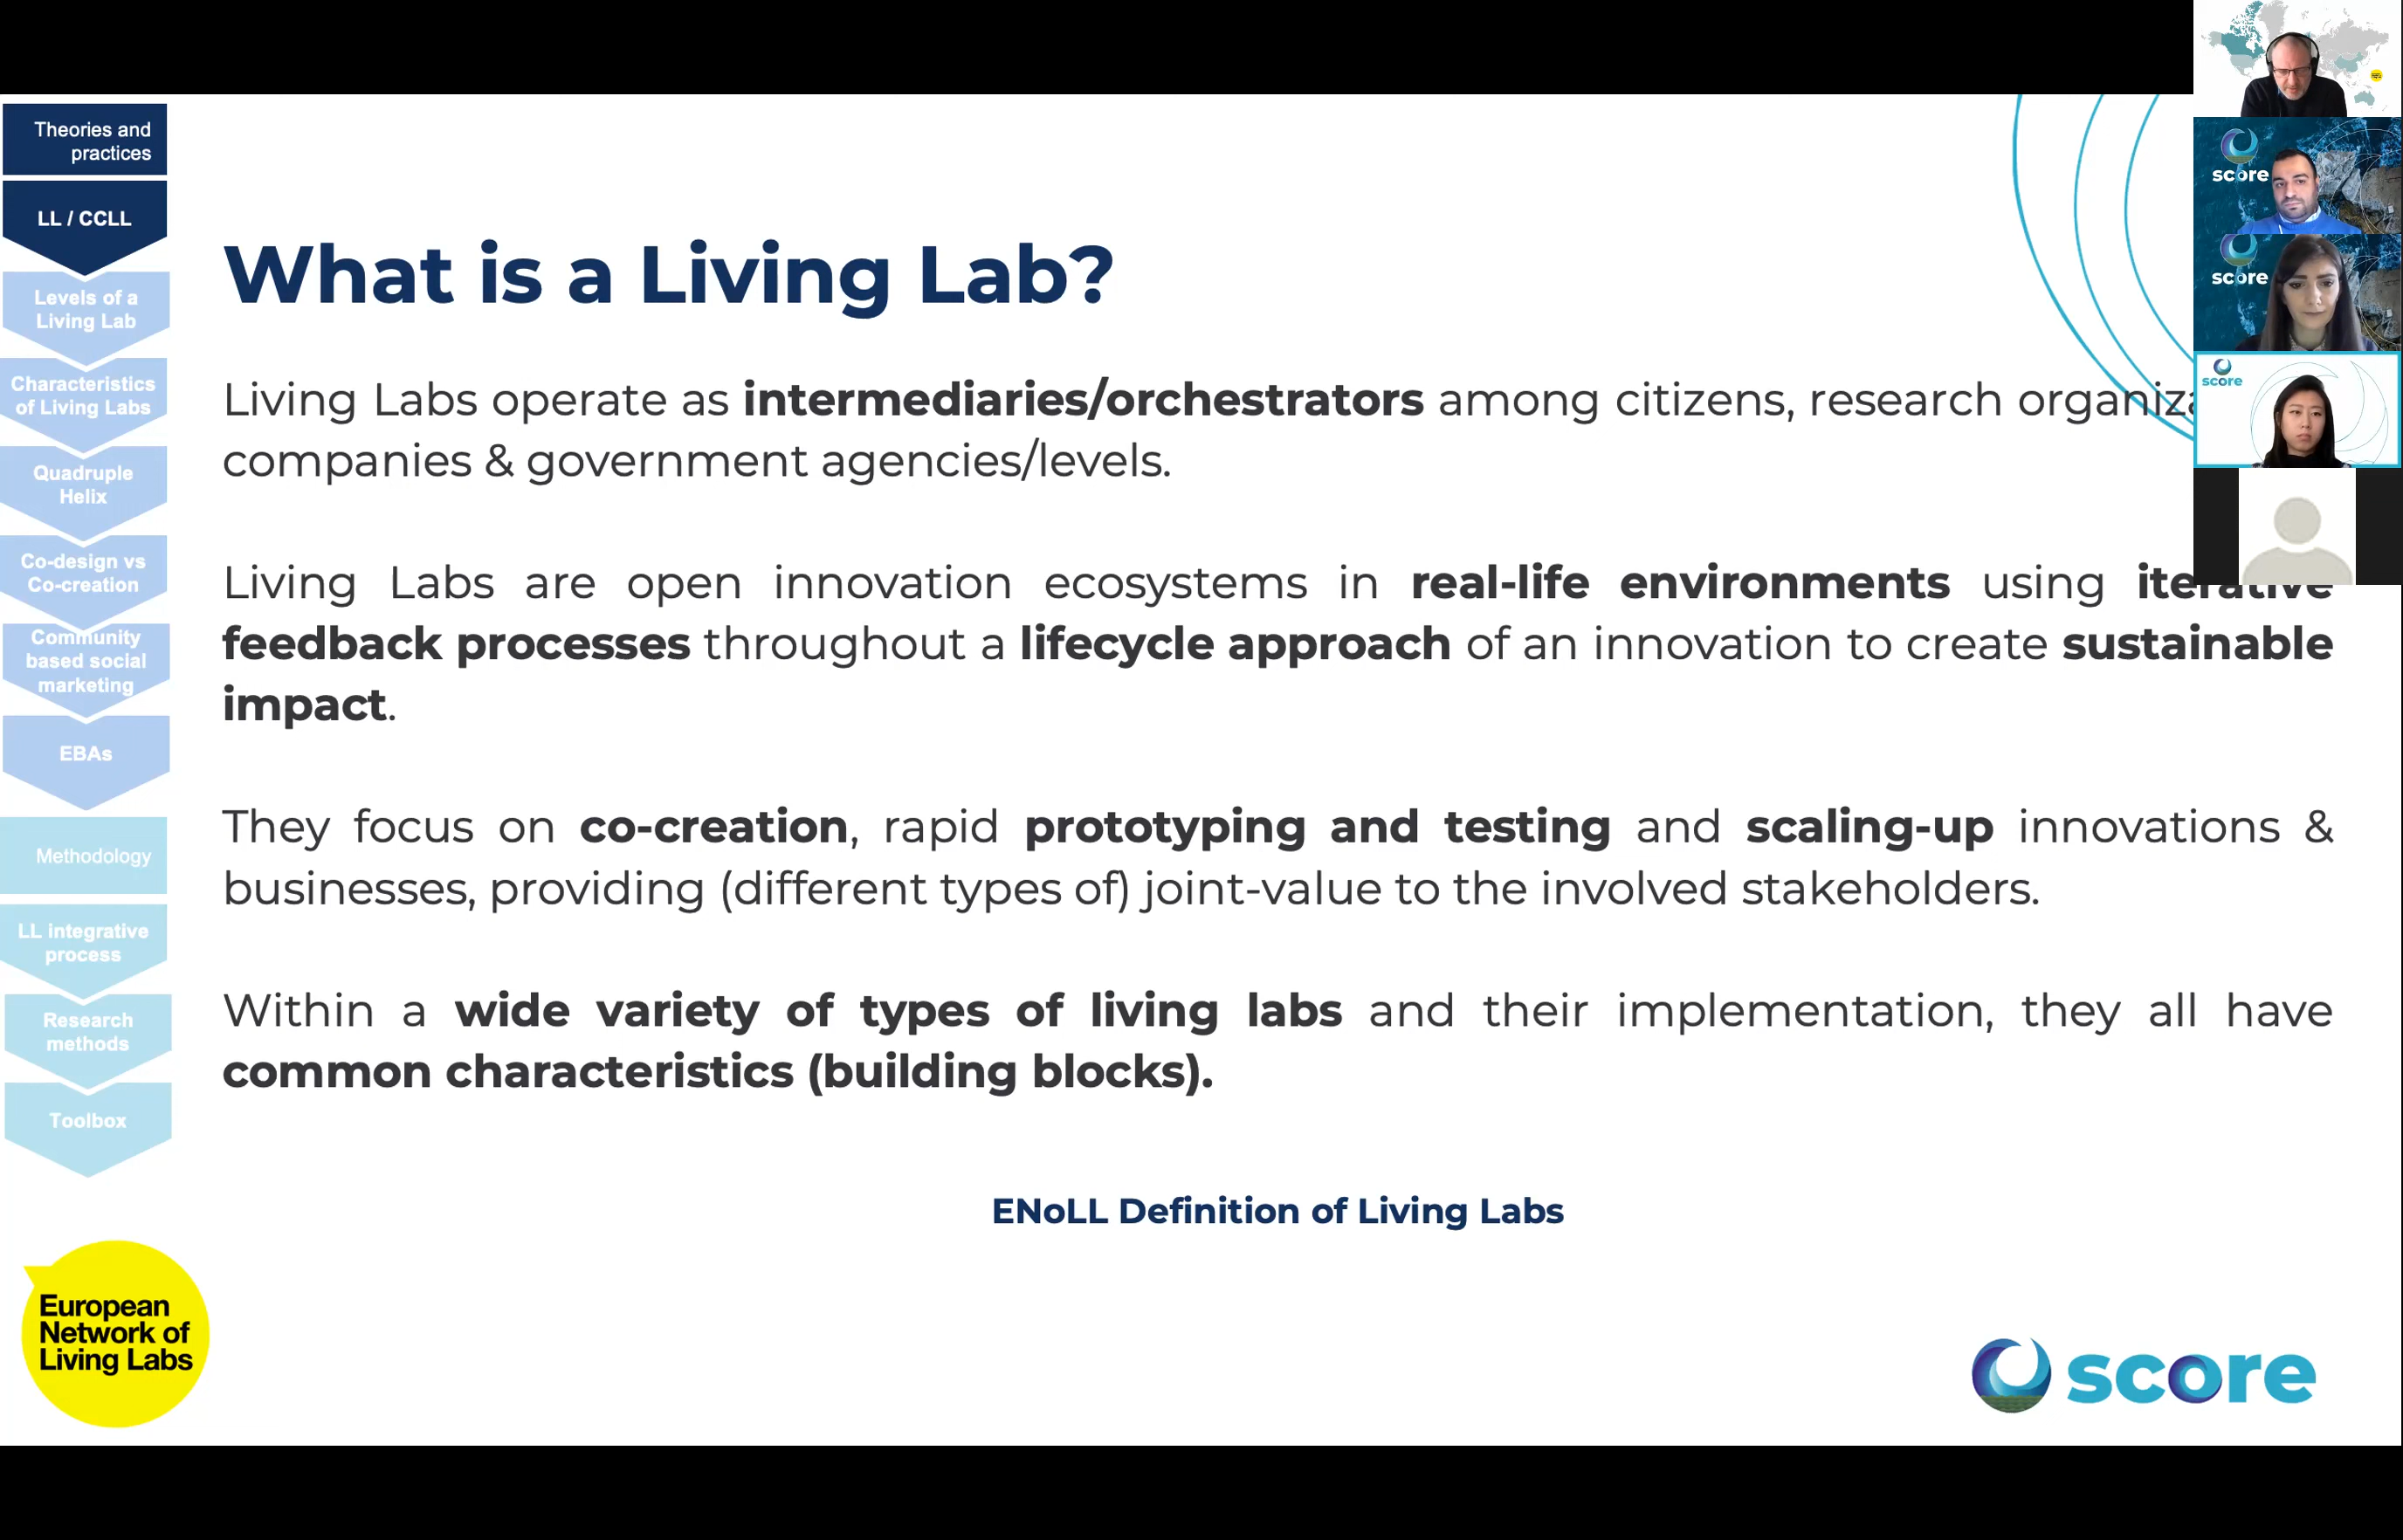 Theories and
practices
LL / CCLL
Levels of a
Living Lab
Characteristics
of Living Labs
Quadruple
Helix
Co-design vs
Co-creation
Community
based social
marketing
EBAs
Methodology
LL integrative
process
Research
methods
Toolbox
What is a Living Lab?
Living Labs operate as intermediaries/orchestrators among citizens, research
companies & government agencies/levels.
Living Labs are open innovation ecosystems in real-life environments using iterative
feedback processes throughout a lifecycle approach of an innovation to create sustainable
impact.
They focus on co-creation, rapid prototyping and testing and scaling-up innovations &
businesses, providing (different types of) joint-value to the involved stakeholders.
Within a wide variety of types of living labs and their implementation, they all have
common characteristics (building blocks).
ENoLL Definition of Living Labs
European
Network of
Living Labs
score
score
score
score